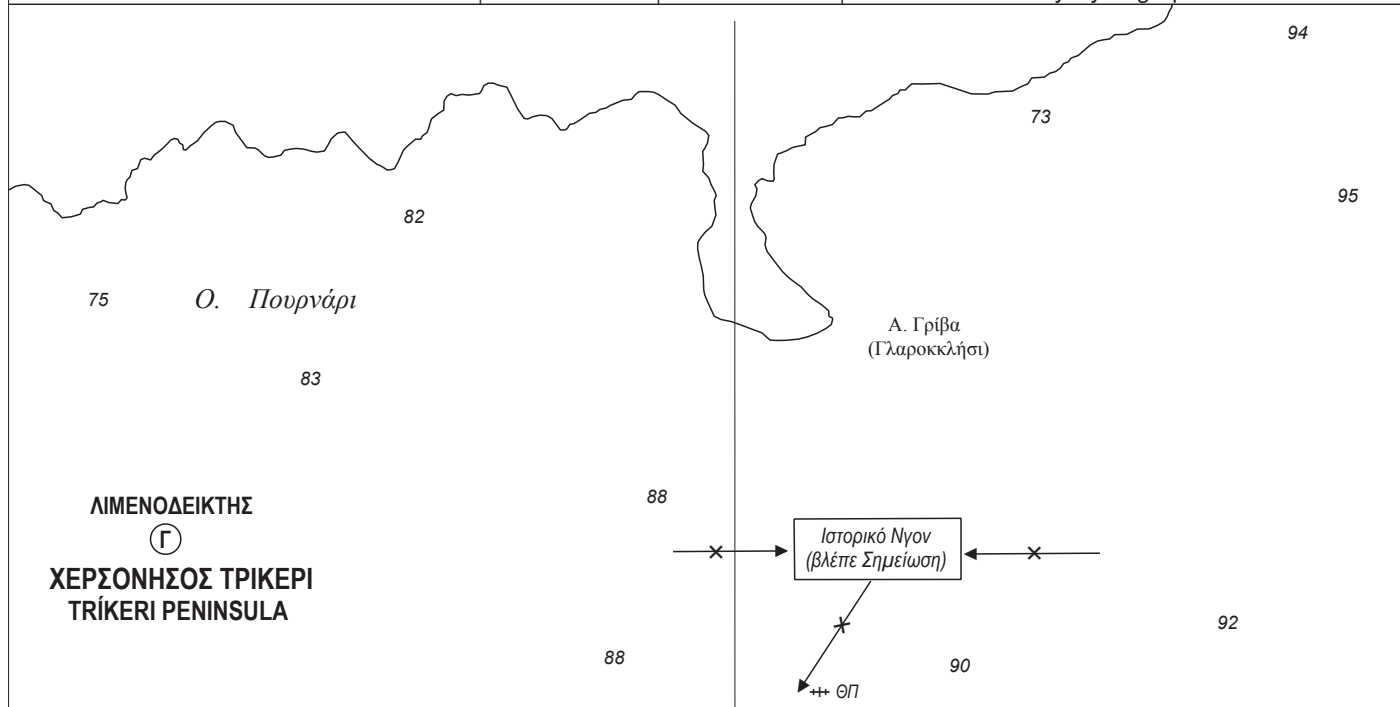 94
73
95
82
75
Ο. Πουρνάρι
Α. Γρίβα
(Γλαροκκλήσι)
83
88
ΛΙΜΕΝΟΔΕΙΚΤΗΣ
Γ
ΧΕΡΣΟΝΗΣΟΣ ΤΡΙΚΕΡΙ
TRÍKERI PENINSULA
Ιστορικό Νγον
(βλέπε Σημείωση)
92
88
90
ΘΠ